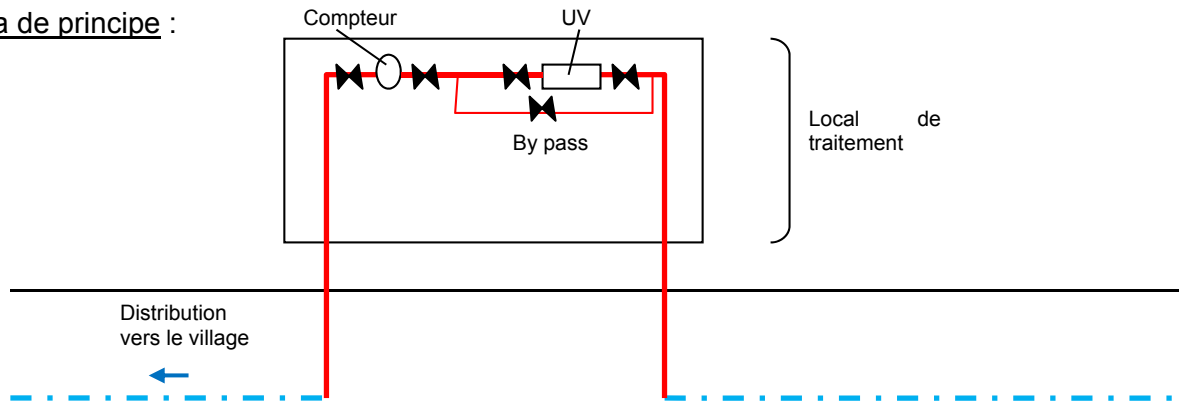 a de principe :
Compteur
UV
By pass
Local de
traitement
Distribution
vers le village